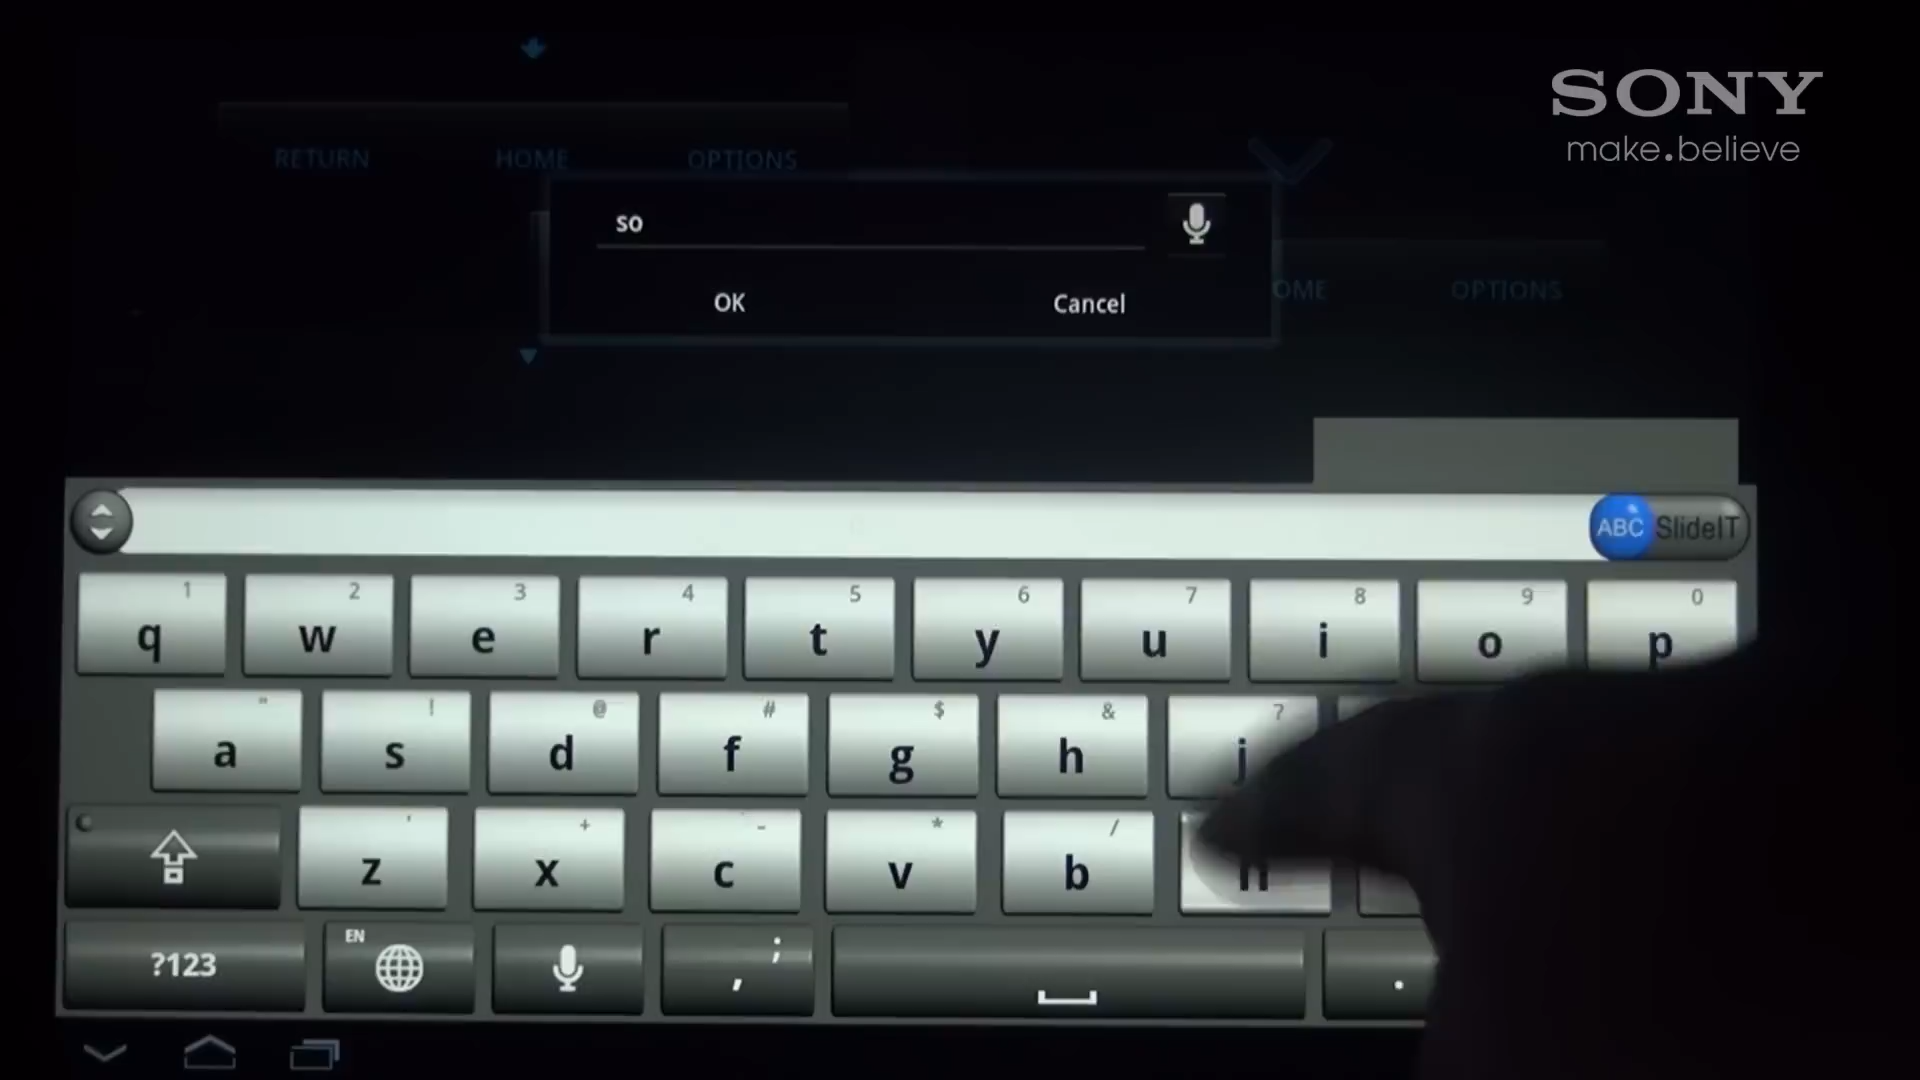 SONY
make.believe
RETURN HOME OPTIONS
so
OK Cancel
OME OPTIONS
ABC SlideIT
1 2 3 4 5 6 7 8 9 0
q w e r t y u i o p
" ! @ # $ & ?
a s d f g h j
' + - * /
z x c v b n
?123 EN , ; .